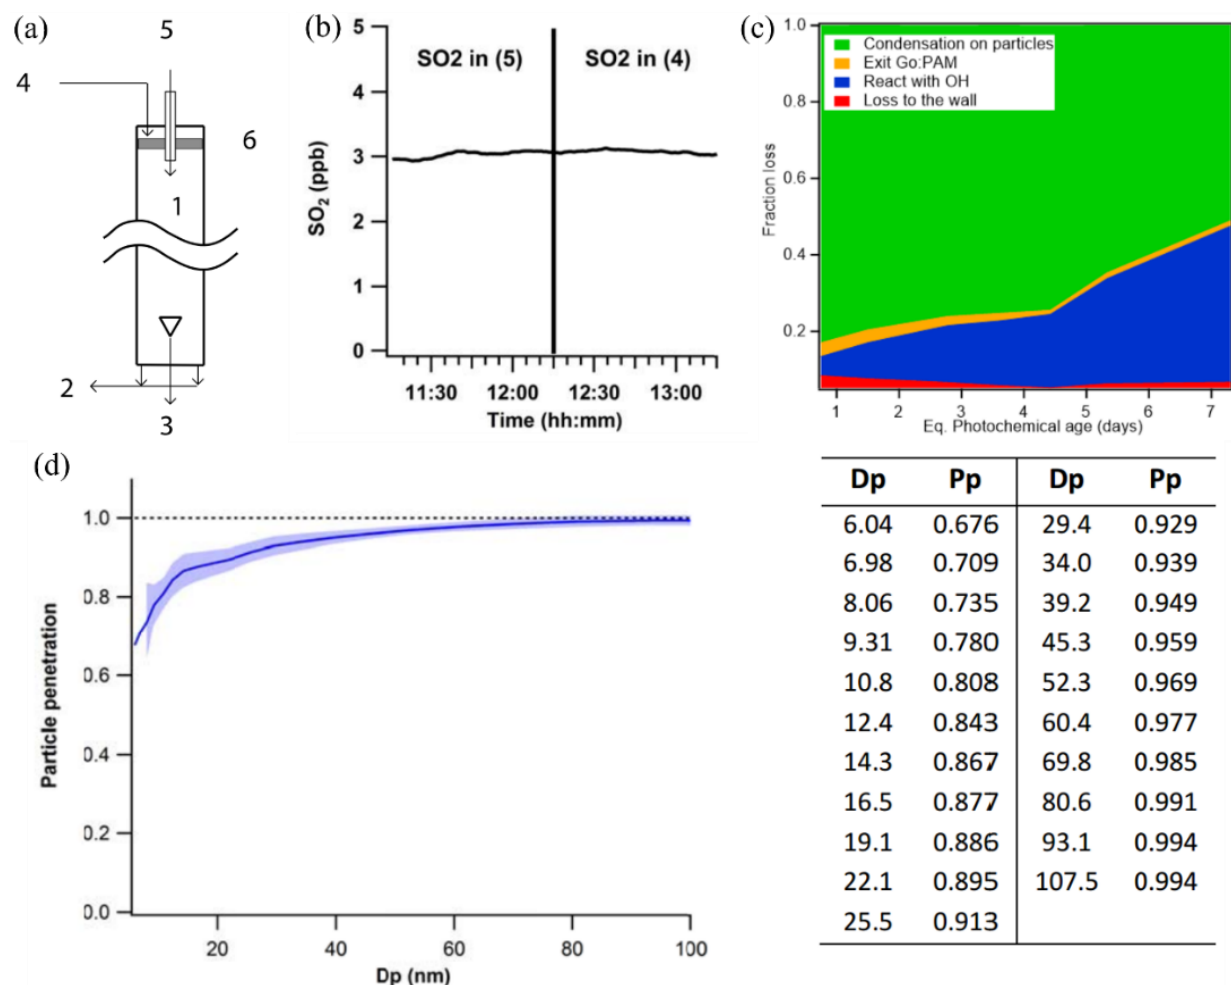 (a)
5
4
6
1
2
3
(b)
5
4
3
2
1
0
SO2 in (5) SO2 in (4)
SO₂ (ppb)
11:30 12:00 12:30 13:00
Time (hh:mm)
(c)
Condensation on particles
Exit Go:PAM
React with OH
Loss to the wall
1.0
0.8
0.6
0.4
0.2
Fraction loss
1 2 3 4 5 6 7
Eq. Photochemical age (days)
(d)
1.0
0.8
0.6
0.4
0.2
0.0
Particle penetration
20 40 60 80 100
Dp (nm)
Dp Pp Dp Pp
6.04 0.676 29.4 0.929
6.98 0.709 34.0 0.939
8.06 0.735 39.2 0.949
9.31 0.780 45.3 0.959
10.8 0.808 52.3 0.969
12.4 0.843 60.4 0.977
14.3 0.867 69.8 0.985
16.5 0.877 80.6 0.991
19.1 0.886 93.1 0.994
22.1 0.895 107.5 0.994
25.5 0.913